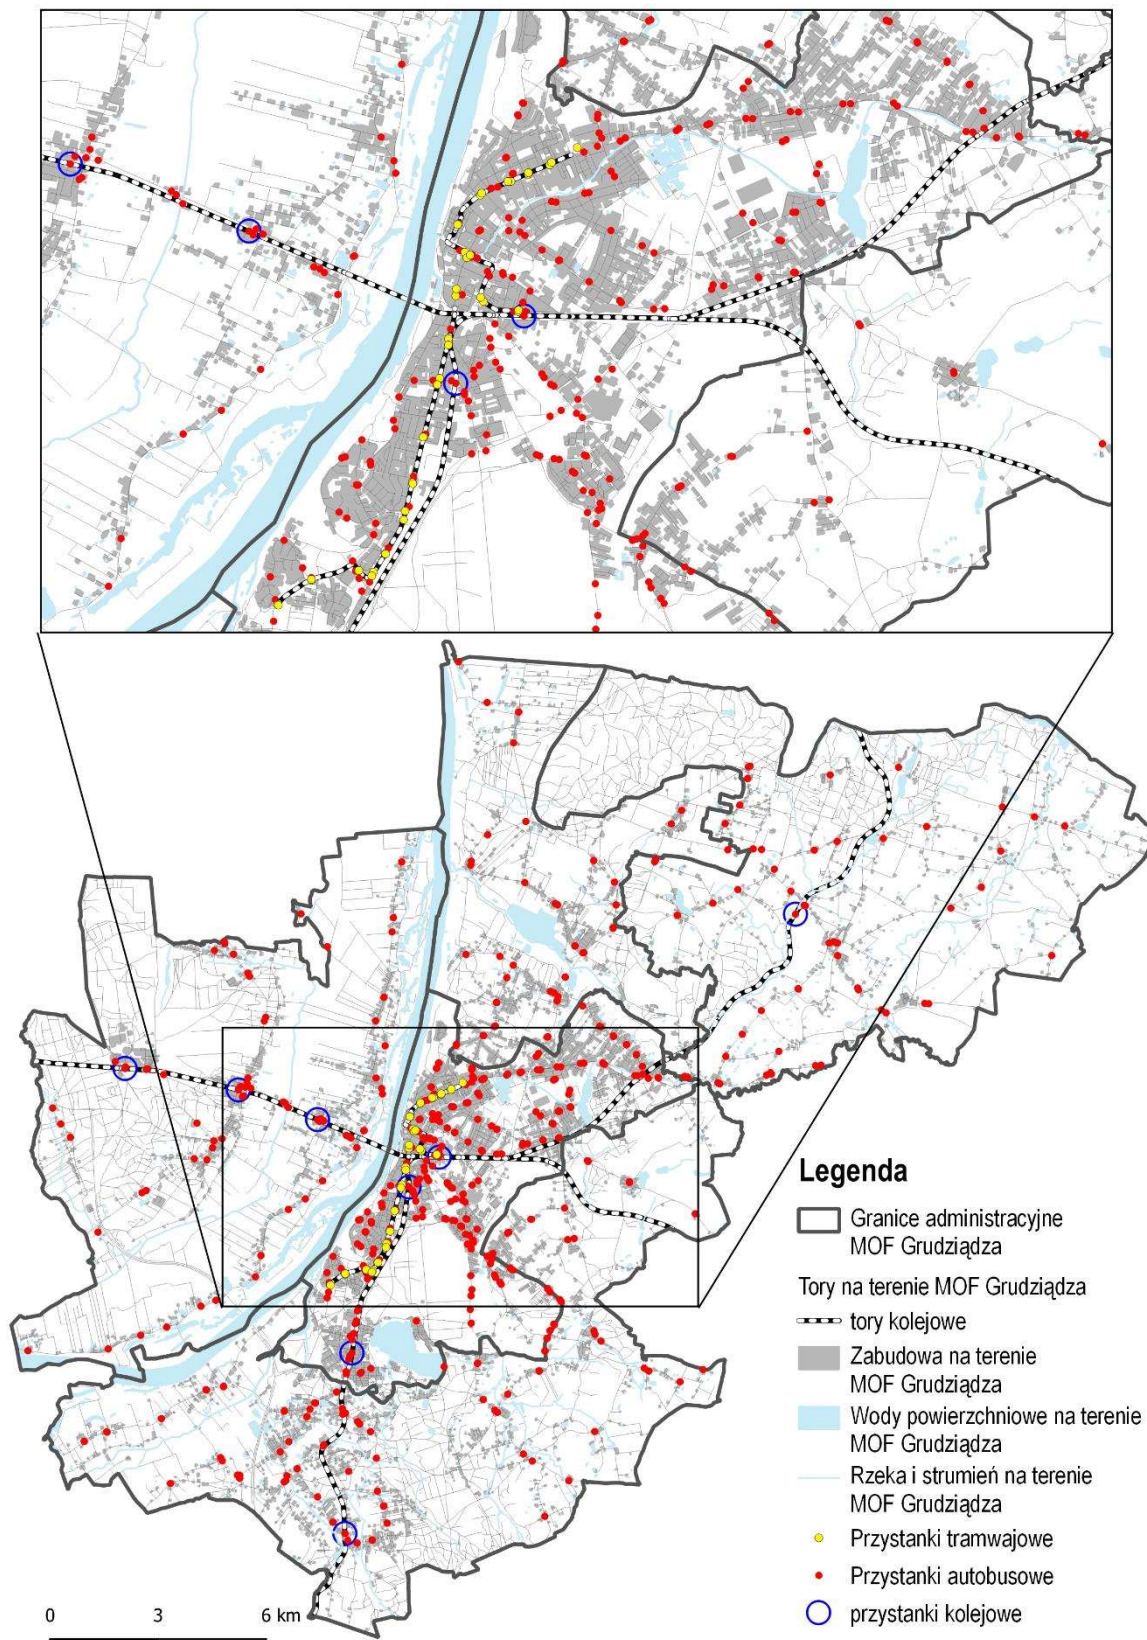 Legenda
Granice administracyjne
MOF Grudziądza
Tory na terenie MOF Grudziądza
tory kolejowe
Zabudowa na terenie
MOF Grudziądza
Wody powierzchniowe na terenie
MOF Grudziądza
Rzeka i strumień na terenie
MOF Grudziądza
Przystanki tramwajowe
Przystanki autobusowe
przystanki kolejowe
0 3 6 km